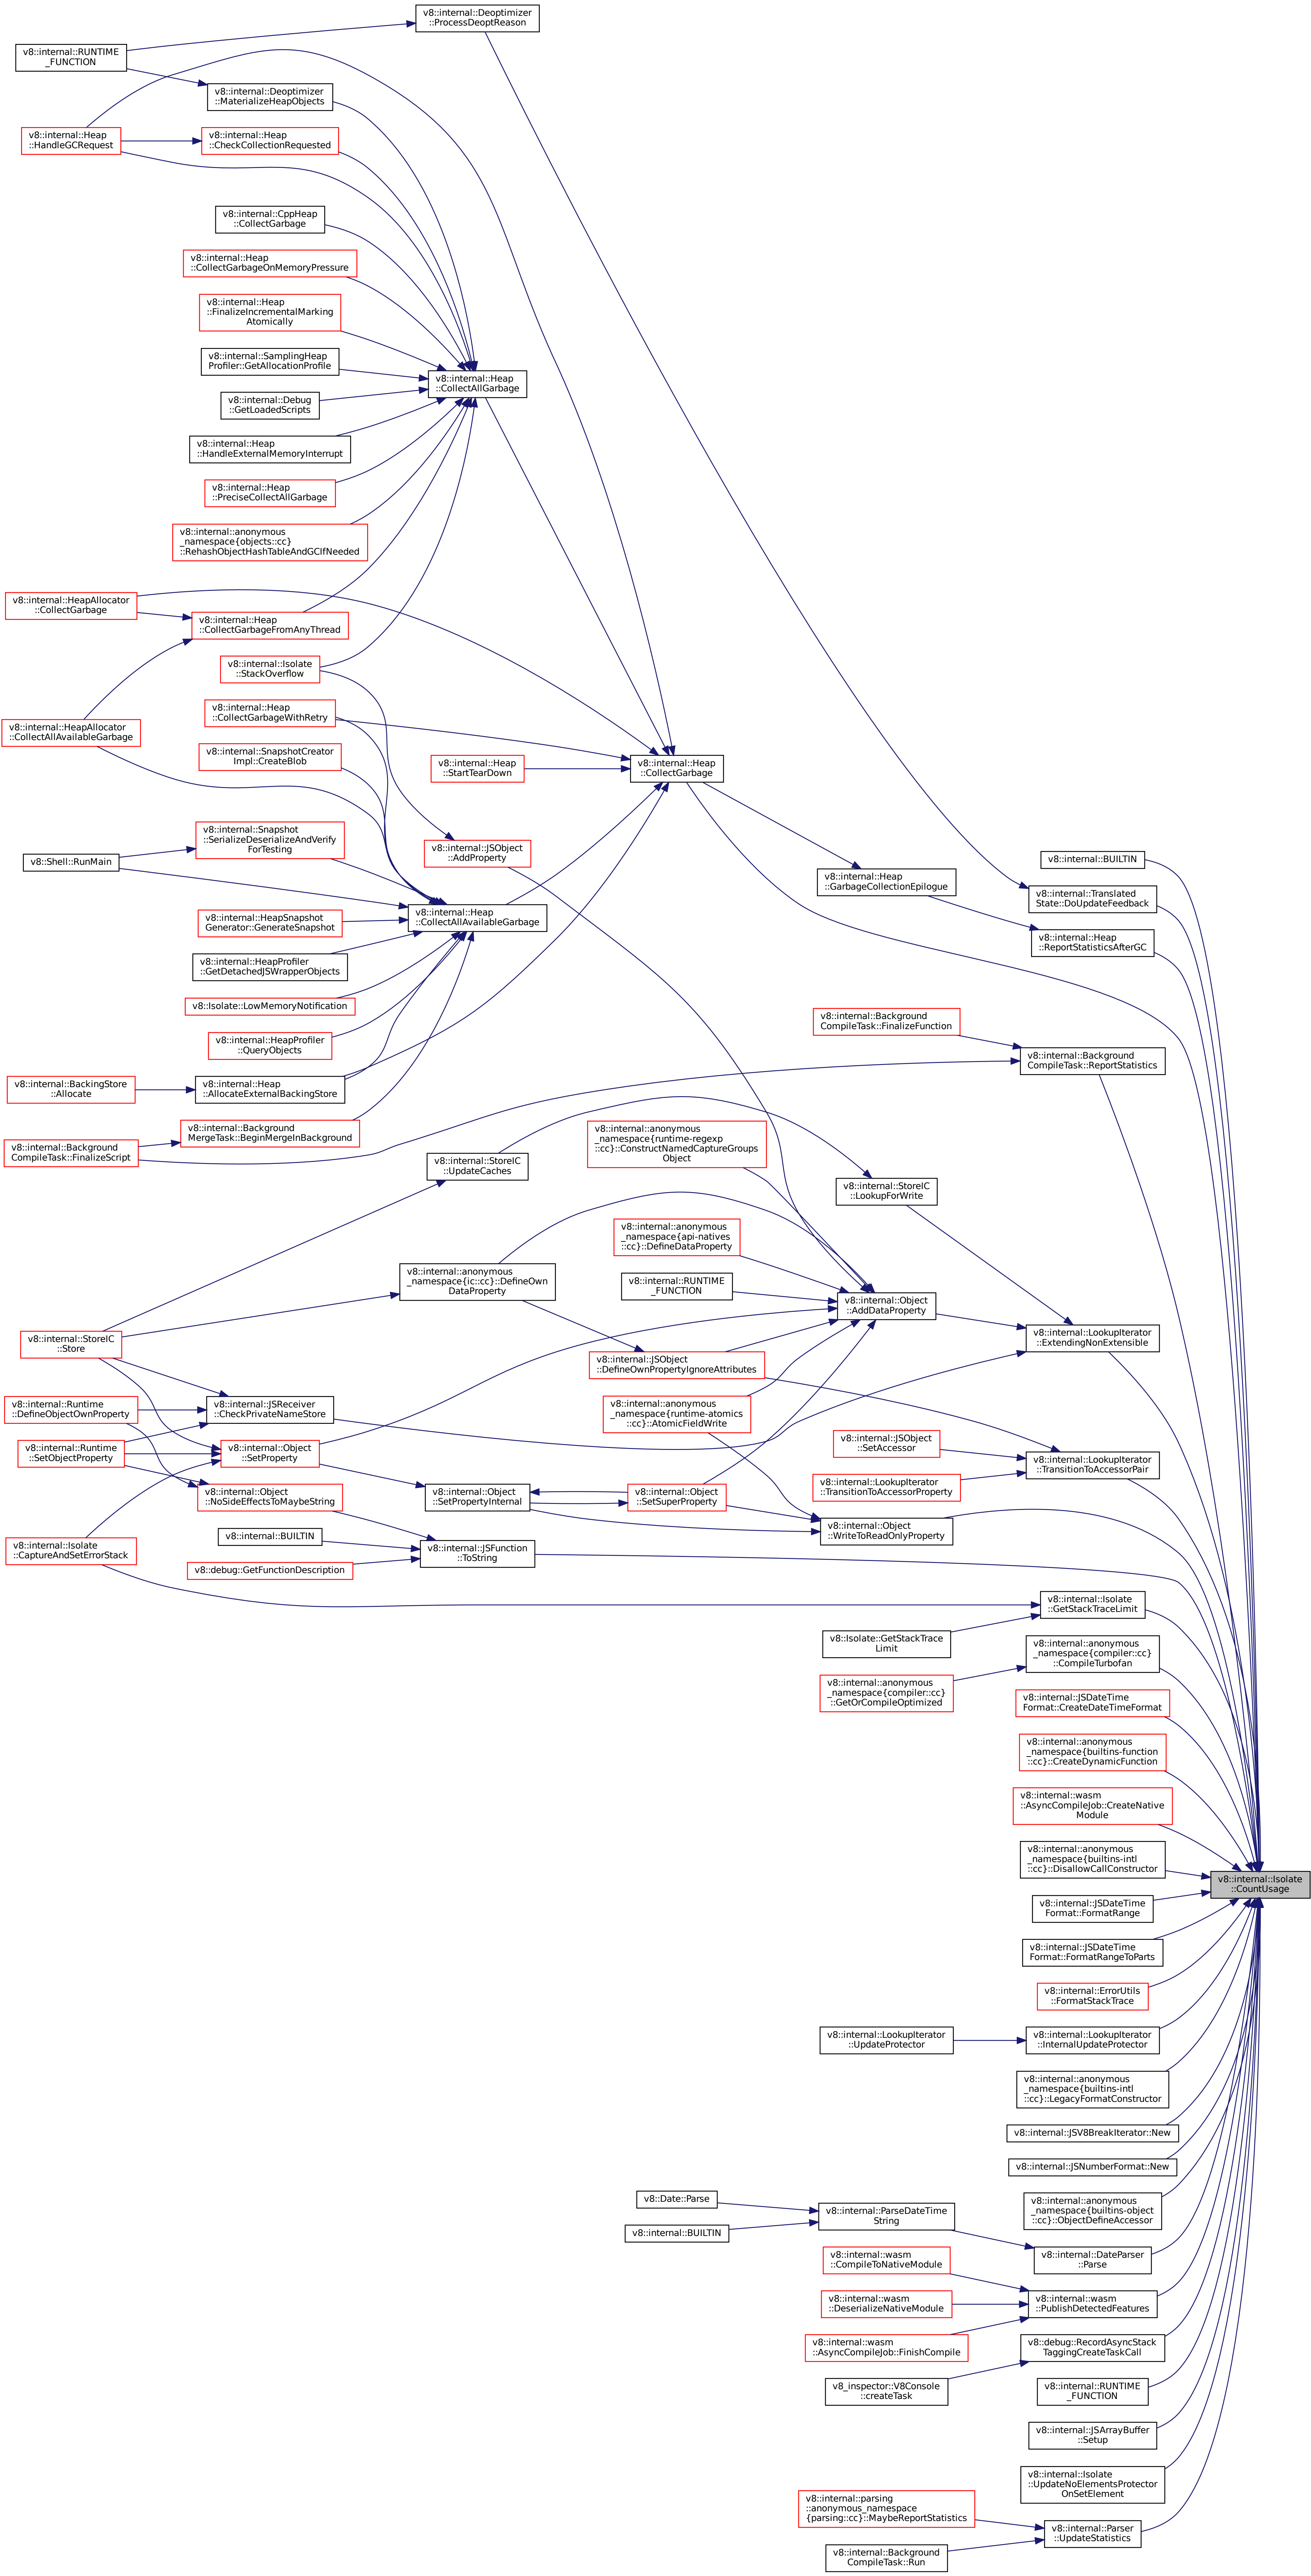 v8::internal::Deoptimizer
::ProcessDeoptReason
v8::internal::RUNTIME
_FUNCTION
v8::internal::Deoptimizer
::MaterializeHeapObjects
v8::internal::Heap
::HandleGCRequest
v8::internal::Heap
::CheckCollectionRequested
v8::internal::CppHeap
::CollectGarbage
v8::internal::Heap
::CollectGarbageOnMemoryPressure
v8::internal::Heap
::FinalizeIncrementalMarking
Atomically
v8::internal::SamplingHeap
Profiler::GetAllocationProfile
v8::internal::Heap
::CollectAllGarbage
v8::internal::Debug
::GetLoadedScripts
v8::internal::Heap
::HandleExternalMemoryInterrupt
v8::internal::Heap
::PreciseCollectAllGarbage
v8::internal::anonymous
_namespace{objects::cc}
::RehashObjectHashTableAndGCIfNeeded
v8::internal::HeapAllocator
::CollectGarbage
v8::internal::Heap
::CollectGarbageFromAnyThread
v8::internal::Isolate
::StackOverflow
v8::internal::Heap
::CollectGarbageWithRetry
v8::internal::HeapAllocator
::CollectAllAvailableGarbage
v8::internal::SnapshotCreator
Impl::CreateBlob
v8::internal::Heap
::StartTearDown
v8::internal::Heap
::CollectGarbage
v8::internal::Snapshot
::SerializeDeserializeAndVerify
ForTesting
v8::Shell::RunMain
v8::internal::JSObject
::AddProperty
v8::internal::BUILTIN
v8::internal::Heap
::GarbageCollectionEpilogue
v8::internal::Translated
State::DoUpdateFeedback
v8::internal::HeapSnapshot
Generator::GenerateSnapshot
v8::internal::Heap
::CollectAllAvailableGarbage
v8::internal::Heap
::ReportStatisticsAfterGC
v8::internal::HeapProfiler
::GetDetachedJSWrapperObjects
v8::Isolate::LowMemoryNotification
v8::internal::Background
CompileTask::FinalizeFunction
v8::internal::HeapProfiler
::QueryObjects
v8::internal::Background
CompileTask::ReportStatistics
v8::internal::BackingStore
::Allocate
v8::internal::Heap
::AllocateExternalBackingStore
v8::internal::Background
MergeTask::BeginMergeInBackground
v8::internal::Background
CompileTask::FinalizeScript
v8::internal::anonymous
_namespace{runtime-regexp
::cc}::ConstructNamedCaptureGroups
Object
v8::internal::StoreIC
::UpdateCaches
v8::internal::StoreIC
::LookupForWrite
v8::internal::anonymous
_namespace{api-natives
::cc}::DefineDataProperty
v8::internal::anonymous
_namespace{ic::cc}::DefineOwn
DataProperty
v8::internal::RUNTIME
_FUNCTION
v8::internal::Object
::AddDataProperty
v8::internal::StoreIC
::Store
v8::internal::LookupIterator
::ExtendingNonExtensible
v8::internal::JSObject
::DefineOwnPropertyIgnoreAttributes
v8::internal::Runtime
::DefineObjectOwnProperty
v8::internal::JSReceiver
::CheckPrivateNameStore
v8::internal::anonymous
_namespace{runtime-atomics
::cc}::AtomicFieldWrite
v8::internal::Runtime
::SetObjectProperty
v8::internal::Object
::SetProperty
v8::internal::JSObject
::SetAccessor
v8::internal::LookupIterator
::TransitionToAccessorPair
v8::internal::Object
::NoSideEffectsToMaybeString
v8::internal::Object
::SetPropertyInternal
v8::internal::Object
::SetSuperProperty
v8::internal::LookupIterator
::TransitionToAccessorProperty
v8::internal::Object
::WriteToReadOnlyProperty
v8::internal::BUILTIN
v8::internal::Isolate
::CaptureAndSetErrorStack
v8::internal::JSFunction
::ToString
v8::debug::GetFunctionDescription
v8::internal::Isolate
::GetStackTraceLimit
v8::Isolate::GetStackTrace
Limit
v8::internal::anonymous
_namespace{compiler::cc}
::CompileTurbofan
v8::internal::anonymous
_namespace{compiler::cc}
::GetOrCompileOptimized
v8::internal::JSDateTime
Format::CreateDateTimeFormat
v8::internal::anonymous
_namespace{builtins-function
::cc}::CreateDynamicFunction
v8::internal::wasm
::AsyncCompileJob::CreateNative
Module
v8::internal::anonymous
_namespace{builtins-intl
::cc}::DisallowCallConstructor
v8::internal::Isolate
::CountUsage
v8::internal::JSDateTime
Format::FormatRange
v8::internal::JSDateTime
Format::FormatRangeToParts
v8::internal::ErrorUtils
::FormatStackTrace
v8::internal::LookupIterator
::UpdateProtector
v8::internal::LookupIterator
::InternalUpdateProtector
v8::internal::anonymous
_namespace{builtins-intl
::cc}::LegacyFormatConstructor
v8::internal::JSV8BreakIterator::New
v8::internal::JSNumberFormat::New
v8::Date::Parse
v8::internal::anonymous
_namespace{builtins-object
::cc}::ObjectDefineAccessor
v8::internal::ParseDateTime
String
v8::internal::BUILTIN
v8::internal::DateParser
::Parse
v8::internal::wasm
::CompileToNativeModule
v8::internal::wasm
::DeserializeNativeModule
v8::internal::wasm
::PublishDetectedFeatures
v8::internal::wasm
::AsyncCompileJob::FinishCompile
v8::debug::RecordAsyncStack
TaggingCreateTaskCall
v8_inspector::V8Console
::createTask
v8::internal::RUNTIME
_FUNCTION
v8::internal::JSArrayBuffer
::Setup
v8::internal::Isolate
::UpdateNoElementsProtector
OnSetElement
v8::internal::parsing
::anonymous_namespace
{parsing::cc}::MaybeReportStatistics
v8::internal::Parser
::UpdateStatistics
v8::internal::Background
CompileTask::Run